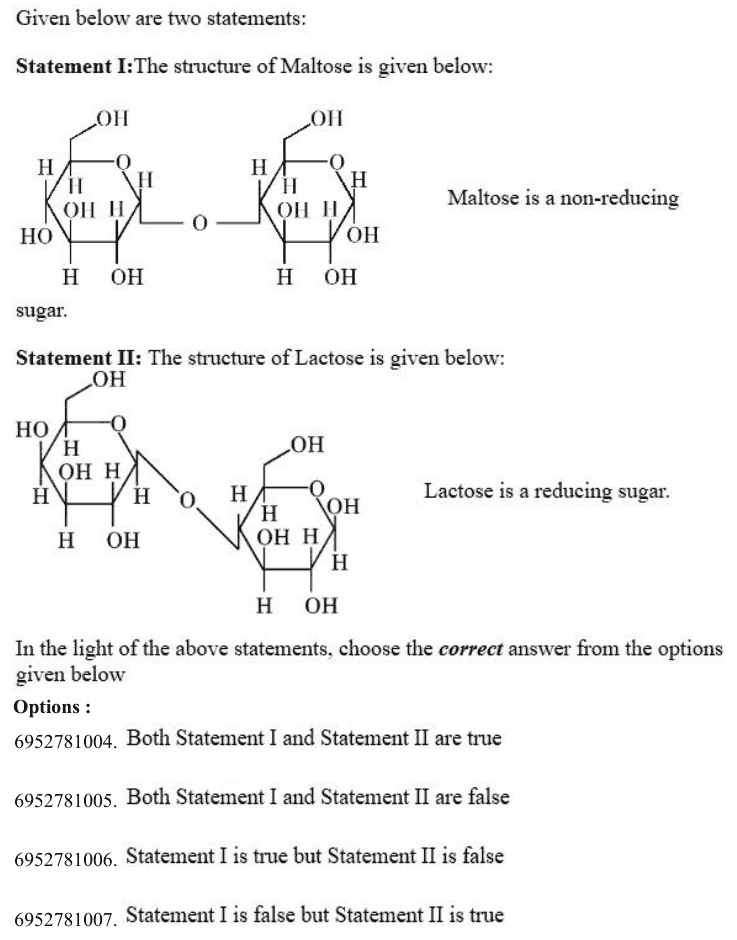 Given below are two statements:
Statement I:The structure of Maltose is given below:
OH OH
H O H H O H
H H Maltose is a non-reducing
OH H OH H
HO O OH
H OH H OH
sugar.
Statement II: The structure of Lactose is given below:
OH
HO O
H OH
OH H H O Lactose is a reducing sugar.
H H O H OH
H OH OH H
H
H OH
In the light of the above statements, choose the correct answer from the options
given below
Options :
6952781004. Both Statement I and Statement II are true
6952781005. Both Statement I and Statement II are false
6952781006. Statement I is true but Statement II is false
6952781007. Statement I is false but Statement II is true